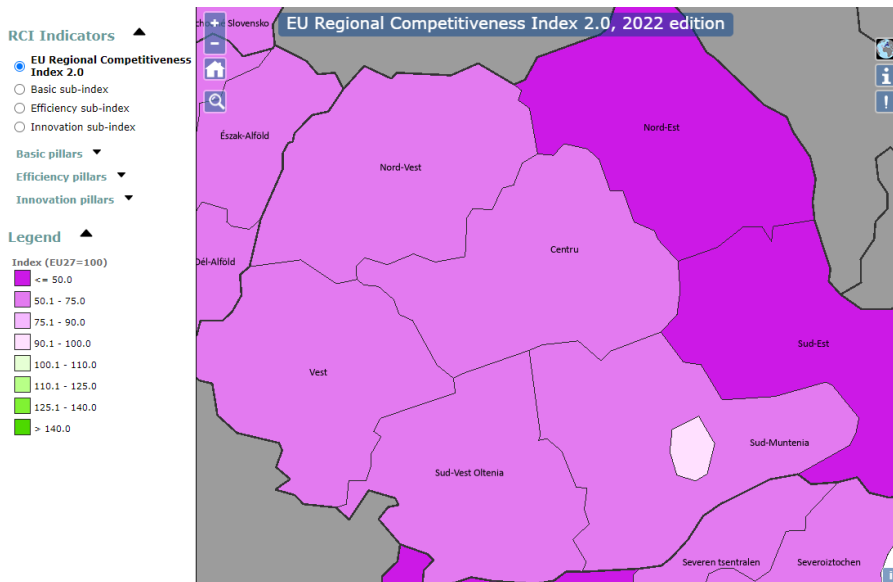 RCI Indicators
EU Regional Competitiveness
Index 2.0
Basic sub-index
Efficiency sub-index
Innovation sub-index
Basic pillars
Efficiency pillars
Innovation pillars
Legend
Index (EU27=100)
<= 50.0
50.1 - 75.0
75.1 - 90.0
90.1 - 100.0
100.1 - 110.0
110.1 - 125.0
125.1 - 140.0
> 140.0
EU Regional Competitiveness Index 2.0, 2022 edition
+
−
i
!
Slovensko
Észak-Alföld
Nord-Vest
Nord-Est
Centru
Dél-Alföld
Vest
Sud-Est
Sud-Vest Oltenia
Sud-Muntenia
Severen tsentralen
Severoiztochen